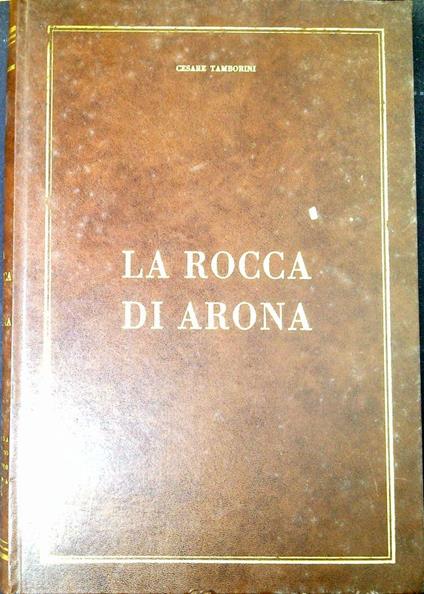 CESARE TAMBORINI
LA ROCCA
DI ARONA